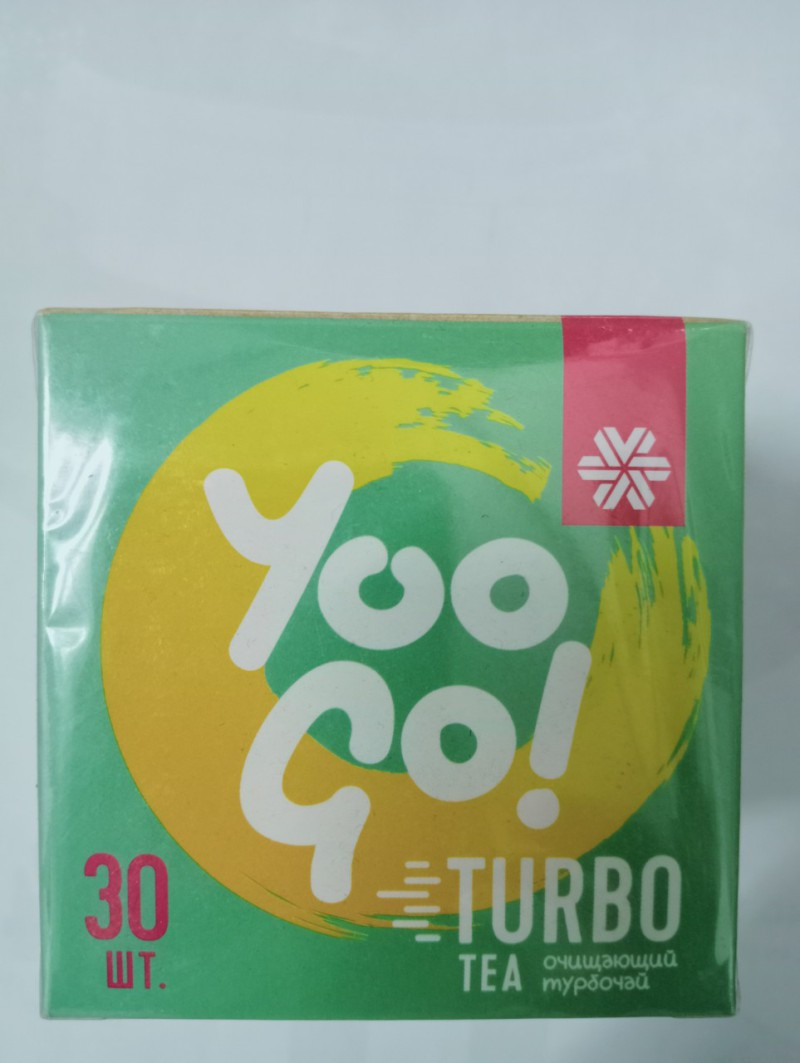 Yoo
Go!
30
ШТ.
TURBO
TEA
очищающий
турбочай